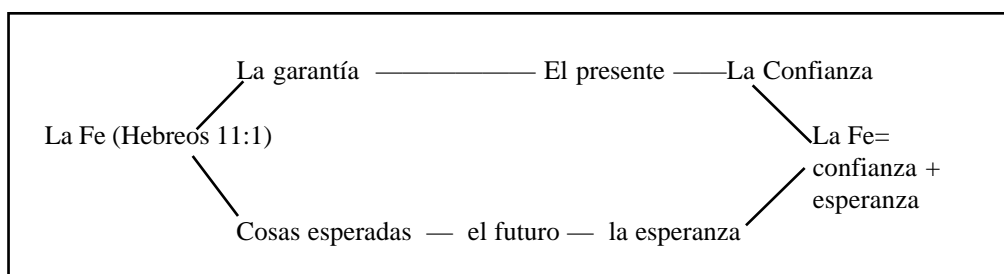 La garantía ——————— El presente ——La Confianza
La Fe (Hebreos 11:1) La Fe=
confianza +
esperanza
Cosas esperadas — el futuro — la esperanza